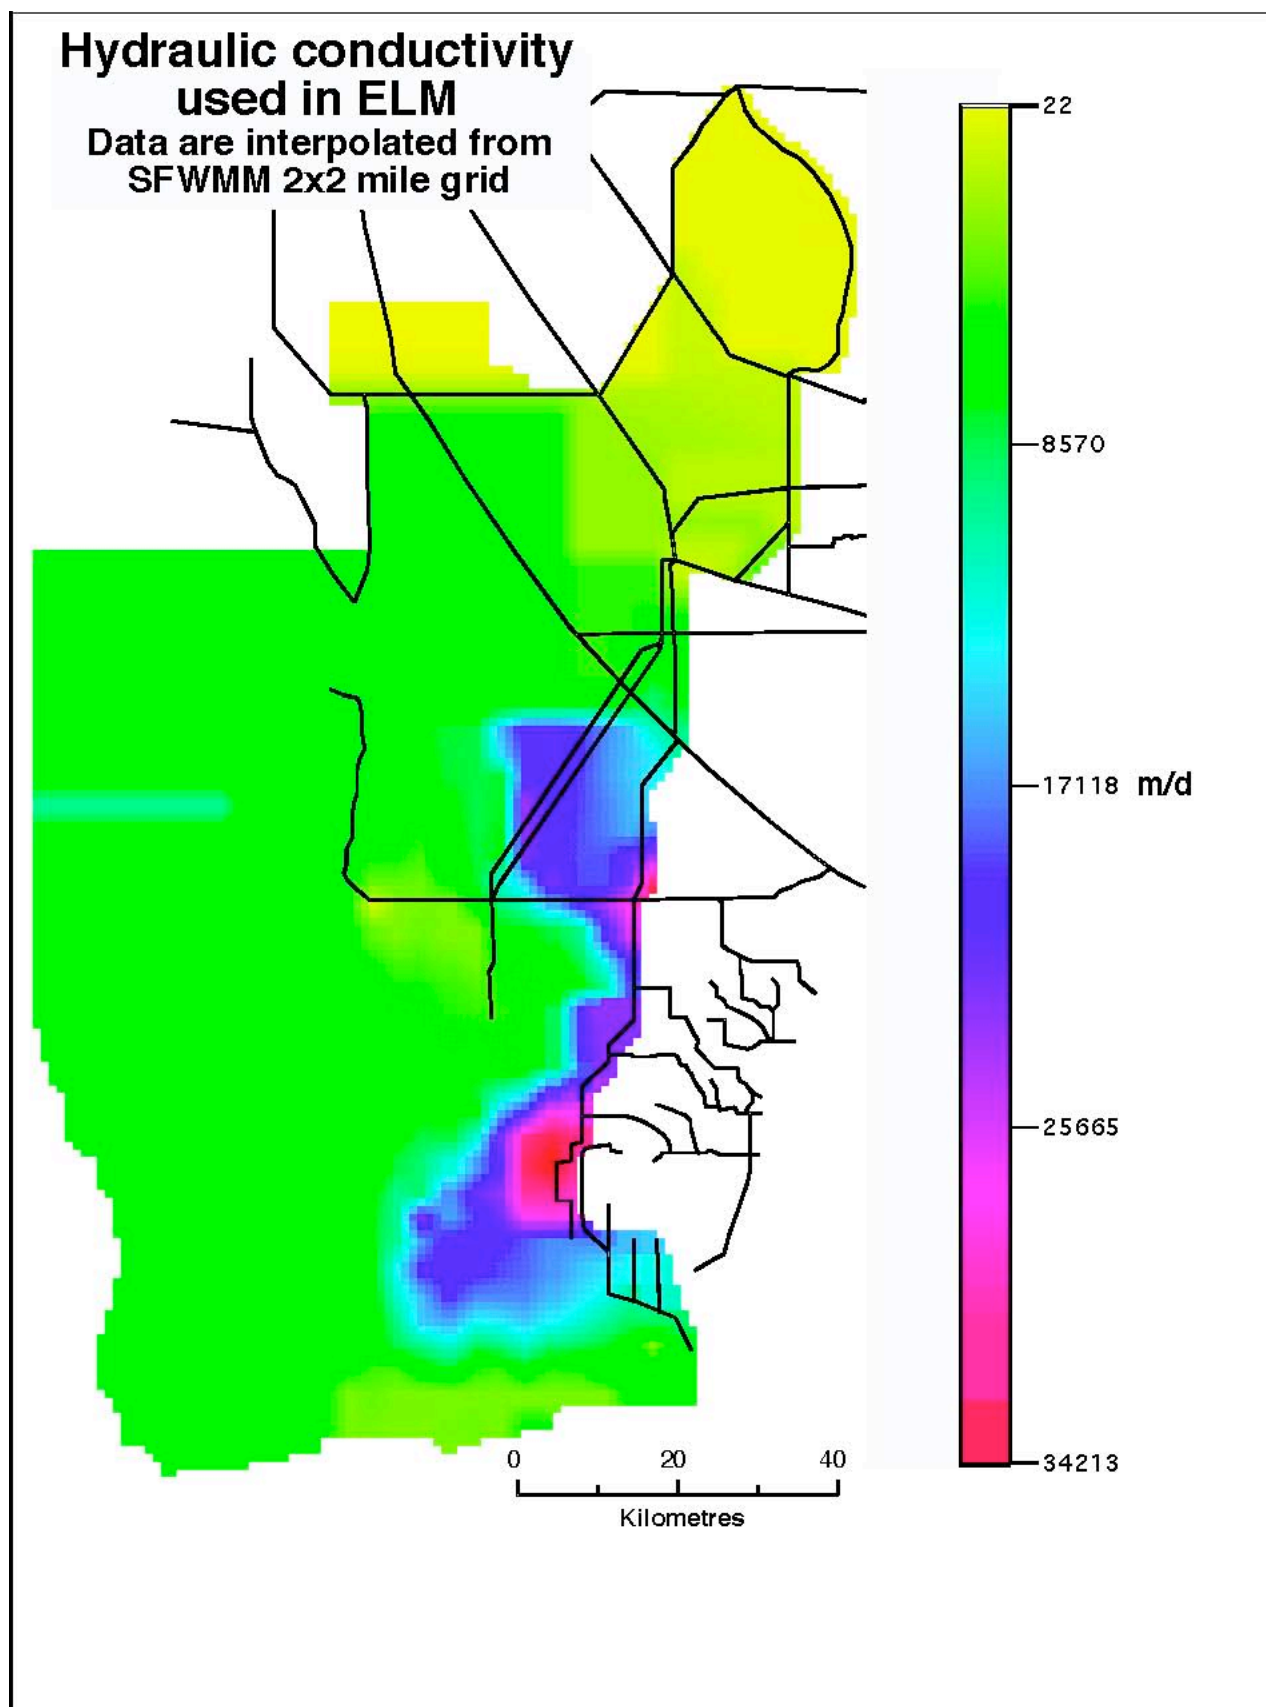 Hydraulic conductivity
used in ELM
Data are interpolated from
SFWMM 2x2 mile grid
22
8570
17118 m/d
25665
34213
0 20 40
Kilometres